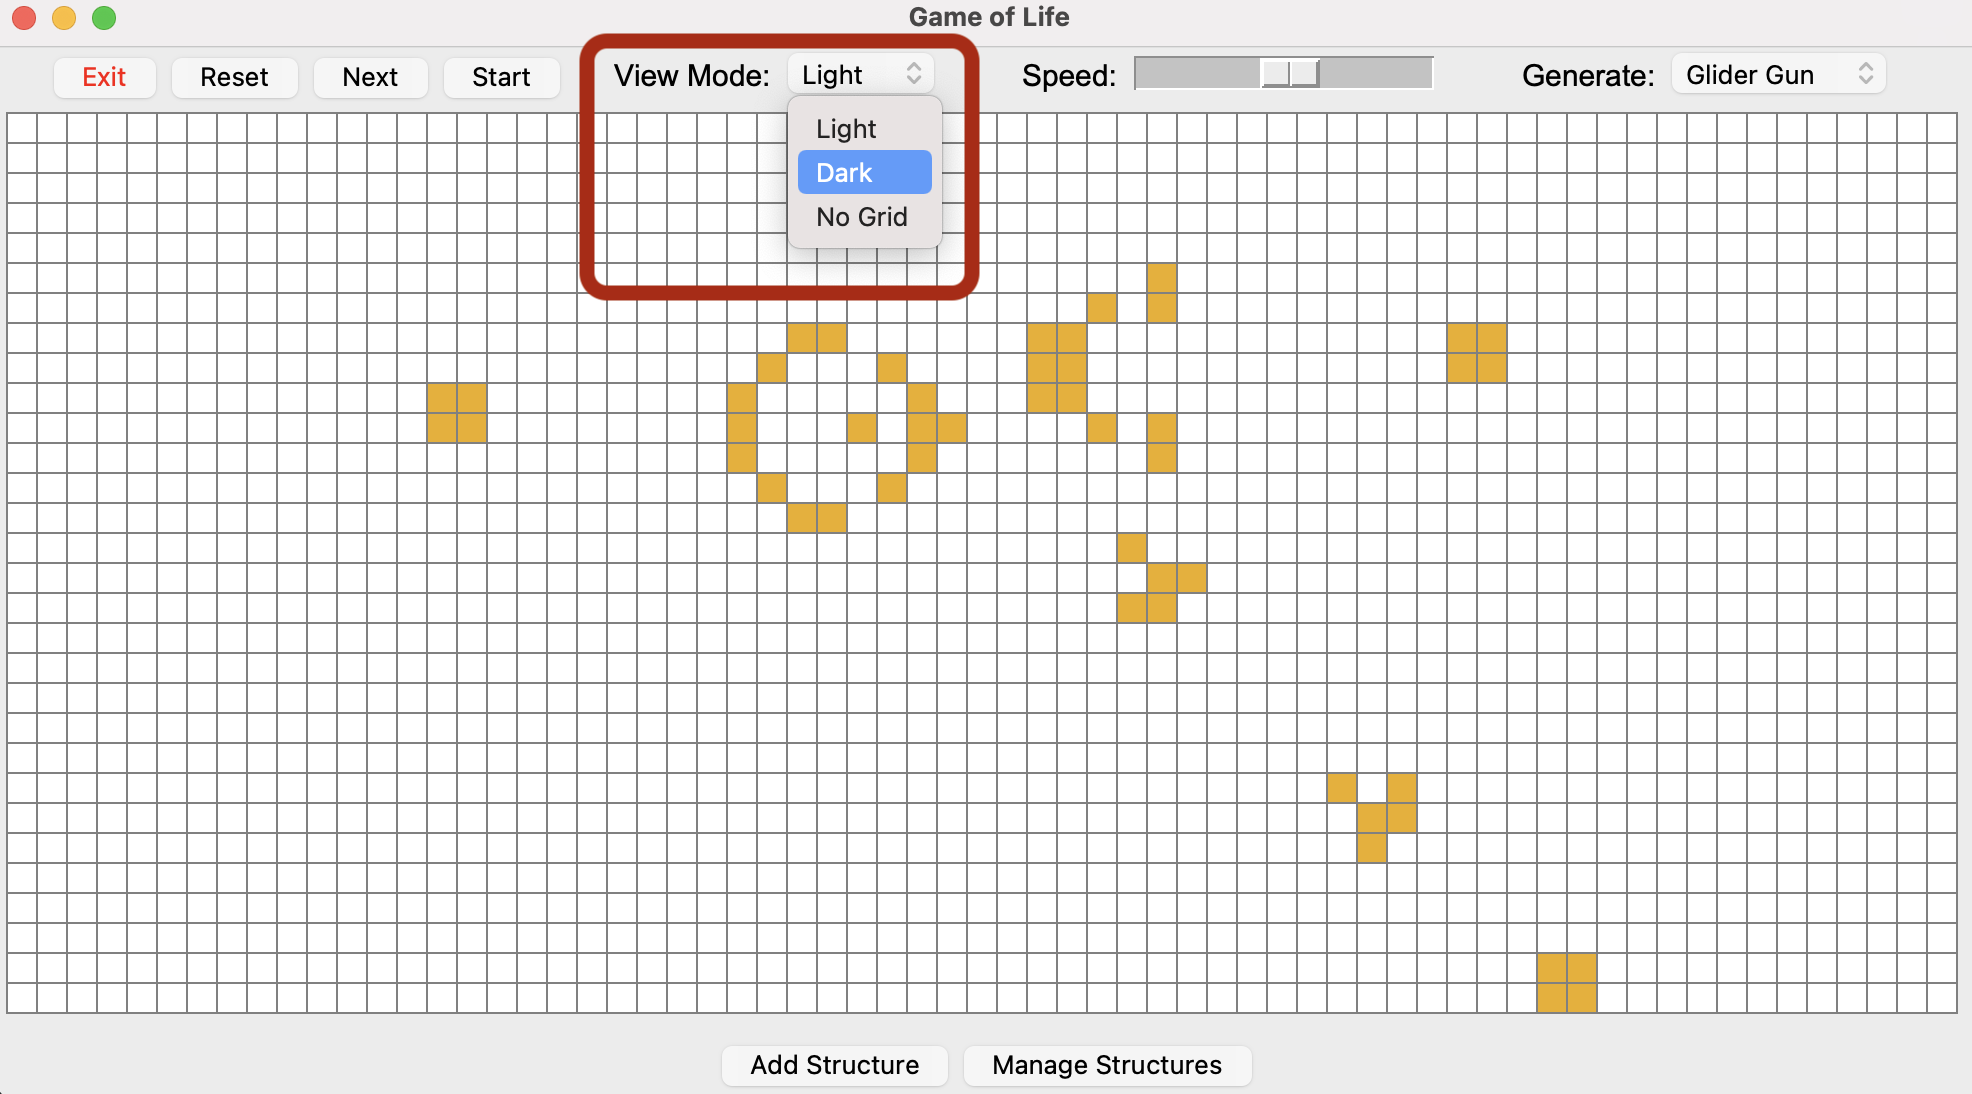 Game of Life
Exit Reset Next Start View Mode: Light Speed: Generate: Glider Gun
Light
Dark
No Grid
Add Structure Manage Structures